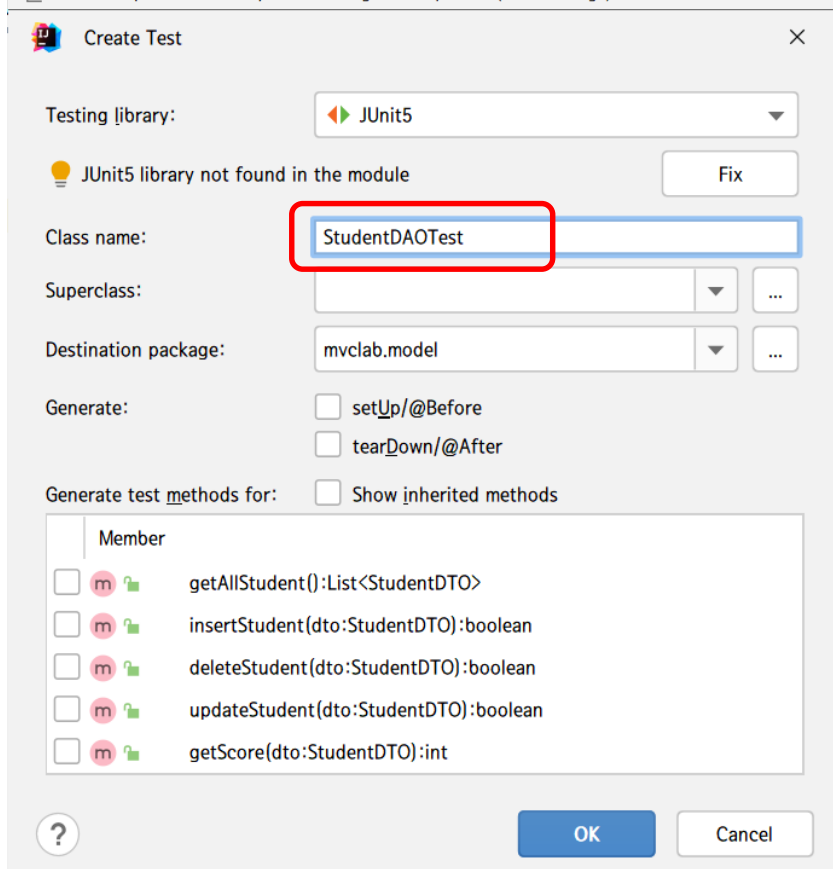 Create Test
Testing library: JUnit5
JUnit5 library not found in the module Fix
Class name: StudentDAOTest
Superclass: ...
Destination package: mvclab.model ...
Generate: setUp/@Before
tearDown/@After
Generate test methods for: Show inherited methods
Member
m getAllStudent():List<StudentDTO>
m insertStudent(dto:StudentDTO):boolean
m deleteStudent(dto:StudentDTO):boolean
m updateStudent(dto:StudentDTO):boolean
m getScore(dto:StudentDTO):int
? OK Cancel